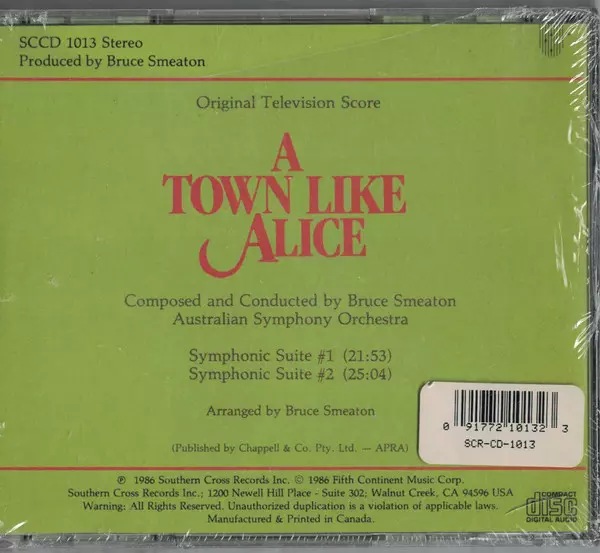 SCCD 1013 Stereo
Produced by Bruce Smeaton
Original Television Score
A
TOWN LIKE
ALICE
Composed and Conducted by Bruce Smeaton
Australian Symphony Orchestra
Symphonic Suite #1 (21:53)
Symphonic Suite #2 (25:04)
Arranged by Bruce Smeaton
(Published by Chappell & Co. Pty. Ltd. — APRA)
0 91772 10132 3
SCR-CD-1013
℗ 1986 Southern Cross Records Inc. © 1986 Fifth Continent Music Corp.
Southern Cross Records Inc.; 1200 Newell Hill Place - Suite 302; Walnut Creek, CA 94596 USA
Warning: All Rights Reserved. Unauthorized duplication is a violation of applicable laws.
Manufactured & Printed in Canada.
COMPACT
disc
DIGITAL AUDIO